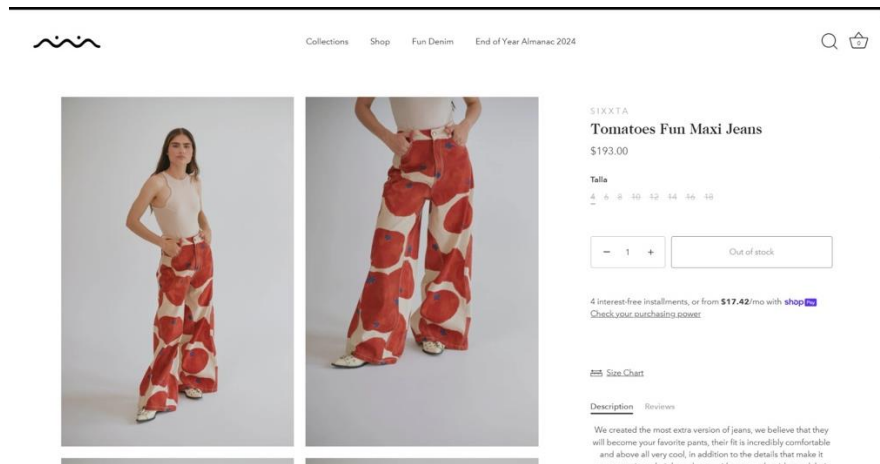 Collections Shop Fun Denim End of Year Almanac 2024
0
SIXXTA
Tomatoes Fun Maxi Jeans
$193.00
Talla
4 6 8 10 12 14 16 18
− 1 + Out of stock
4 interest-free installments, or from $17.42/mo with shop Pay
Check your purchasing power
Size Chart
Description Reviews
We created the most extra version of jeans, we believe that they
will become your favorite pants, their fit is incredibly comfortable
and above all very cool, in addition to the details that make it